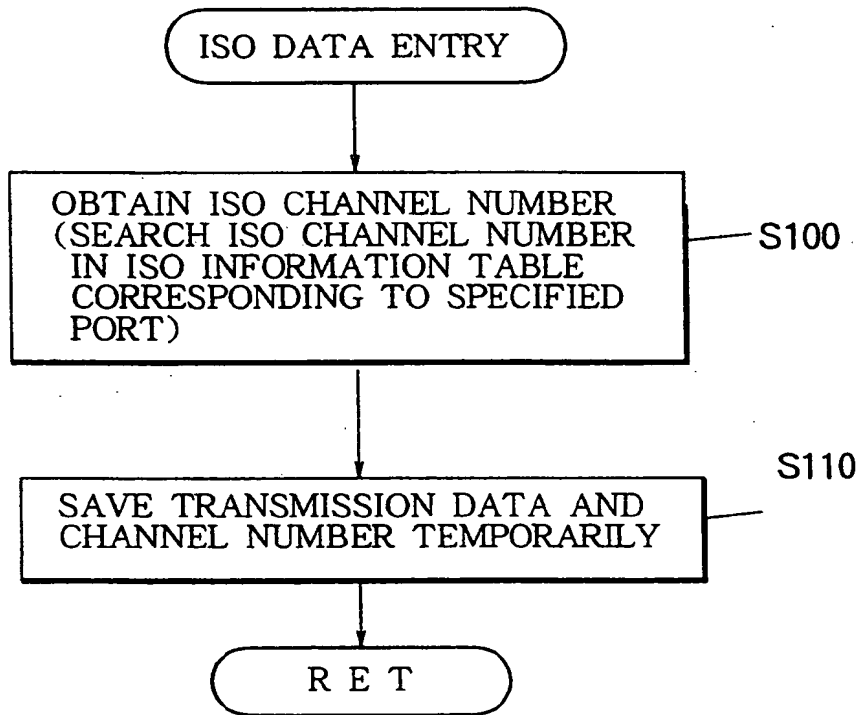 ISO DATA ENTRY
OBTAIN ISO CHANNEL NUMBER
(SEARCH ISO CHANNEL NUMBER
IN ISO INFORMATION TABLE
CORRESPONDING TO SPECIFIED
PORT)
S100
SAVE TRANSMISSION DATA AND
CHANNEL NUMBER TEMPORARILY
S110
R E T